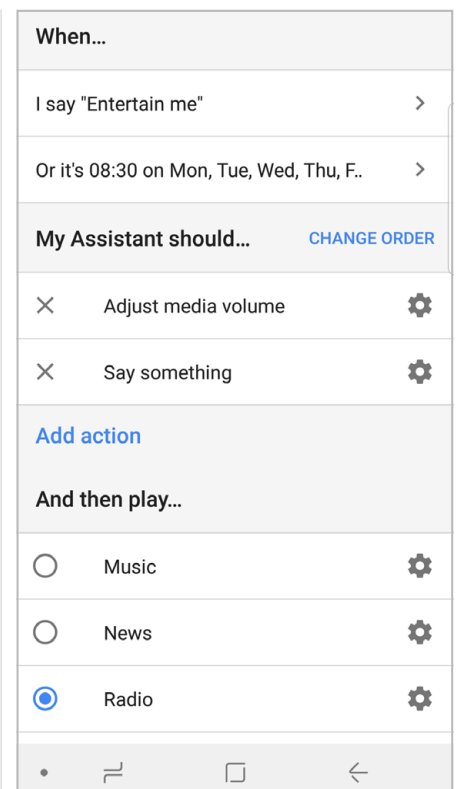 When...
I say "Entertain me"
Or it's 08:30 on Mon, Tue, Wed, Thu, F..
My Assistant should... CHANGE ORDER
Adjust media volume
Say something
Add action
And then play...
Music
News
Radio